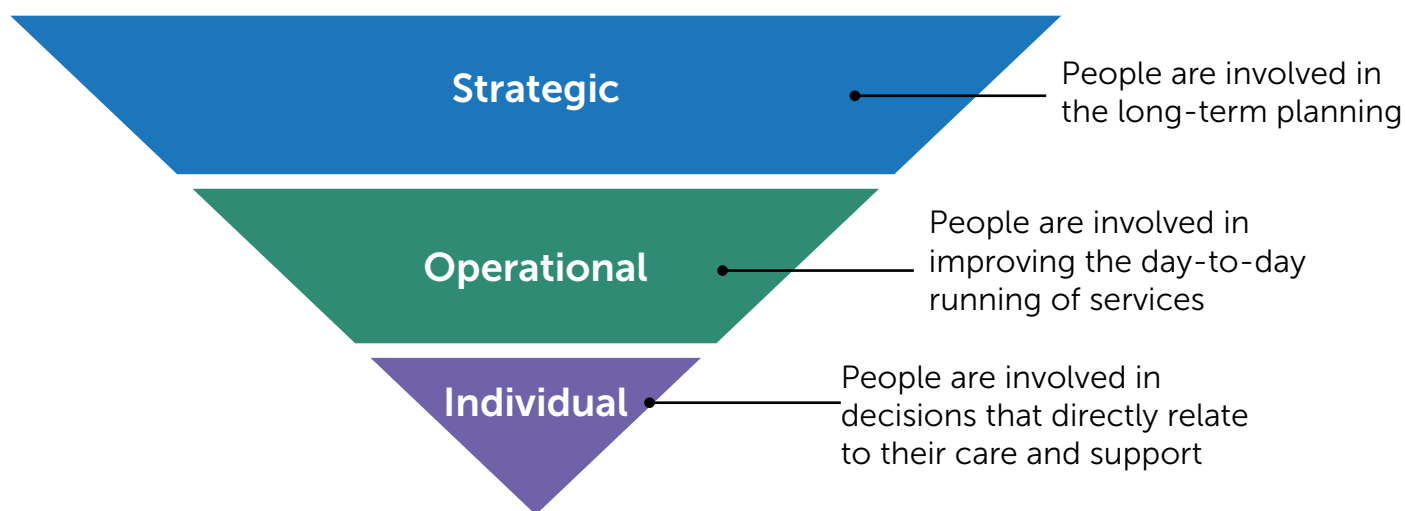 Strategic
People are involved in
the long-term planning
Operational
People are involved in
improving the day-to-day
running of services
Individual
People are involved in
decisions that directly relate
to their care and support